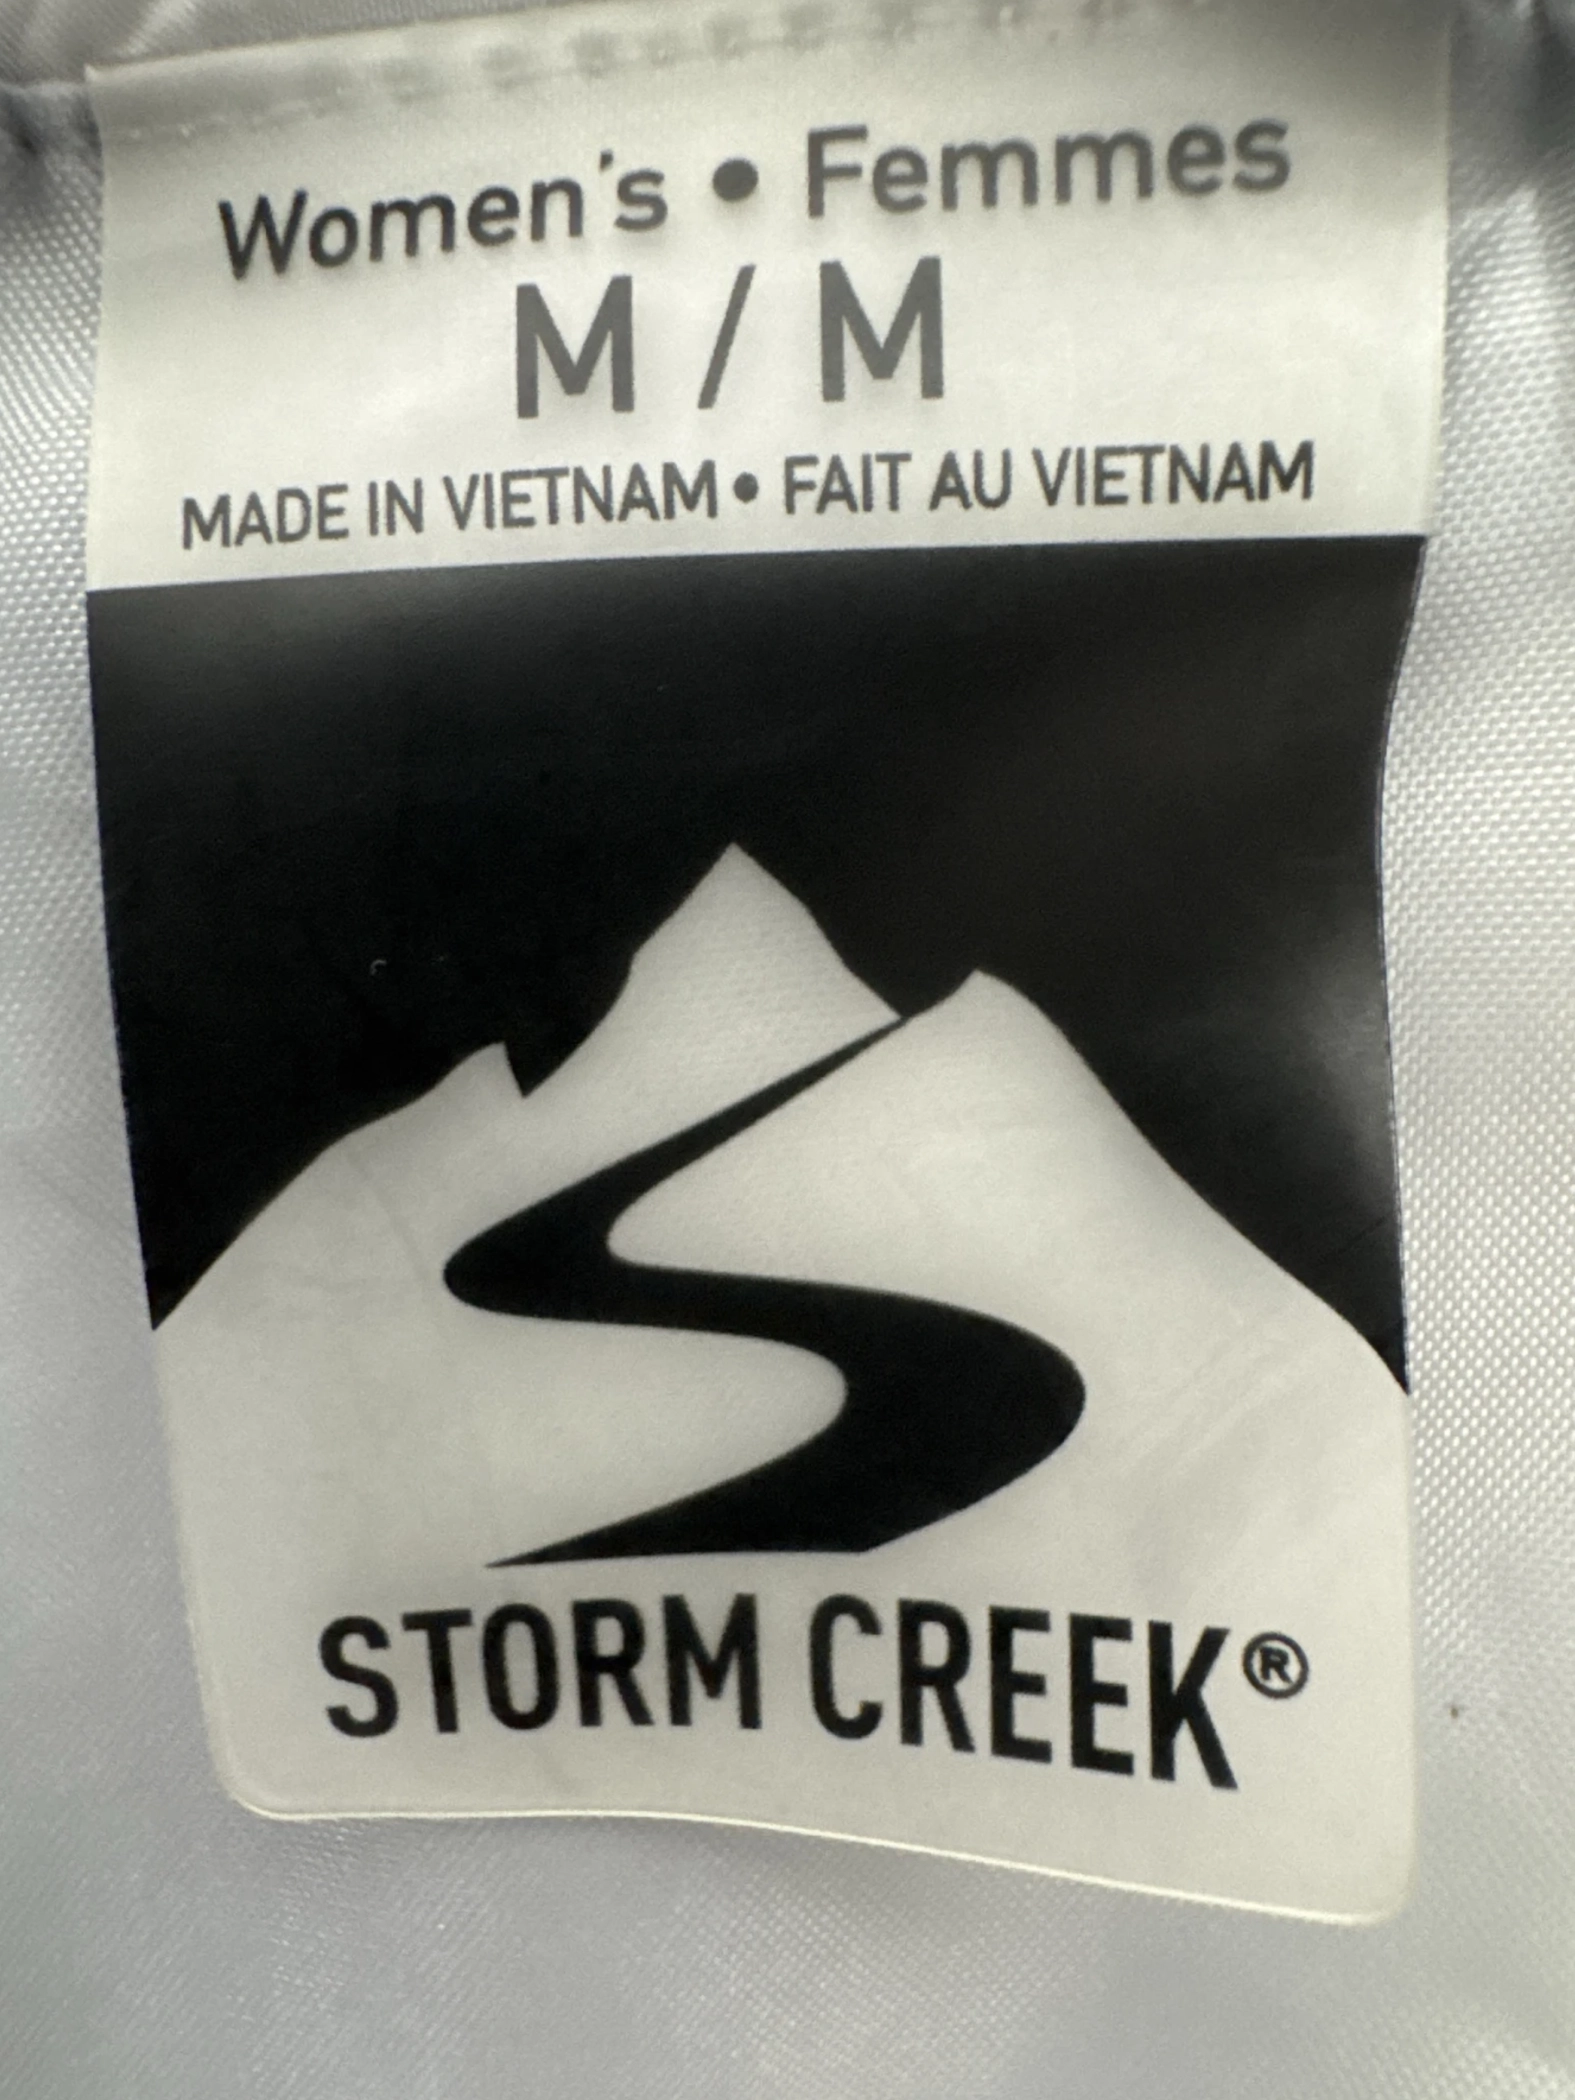 Women's • Femmes
M / M
MADE IN VIETNAM • FAIT AU VIETNAM
STORM CREEK®